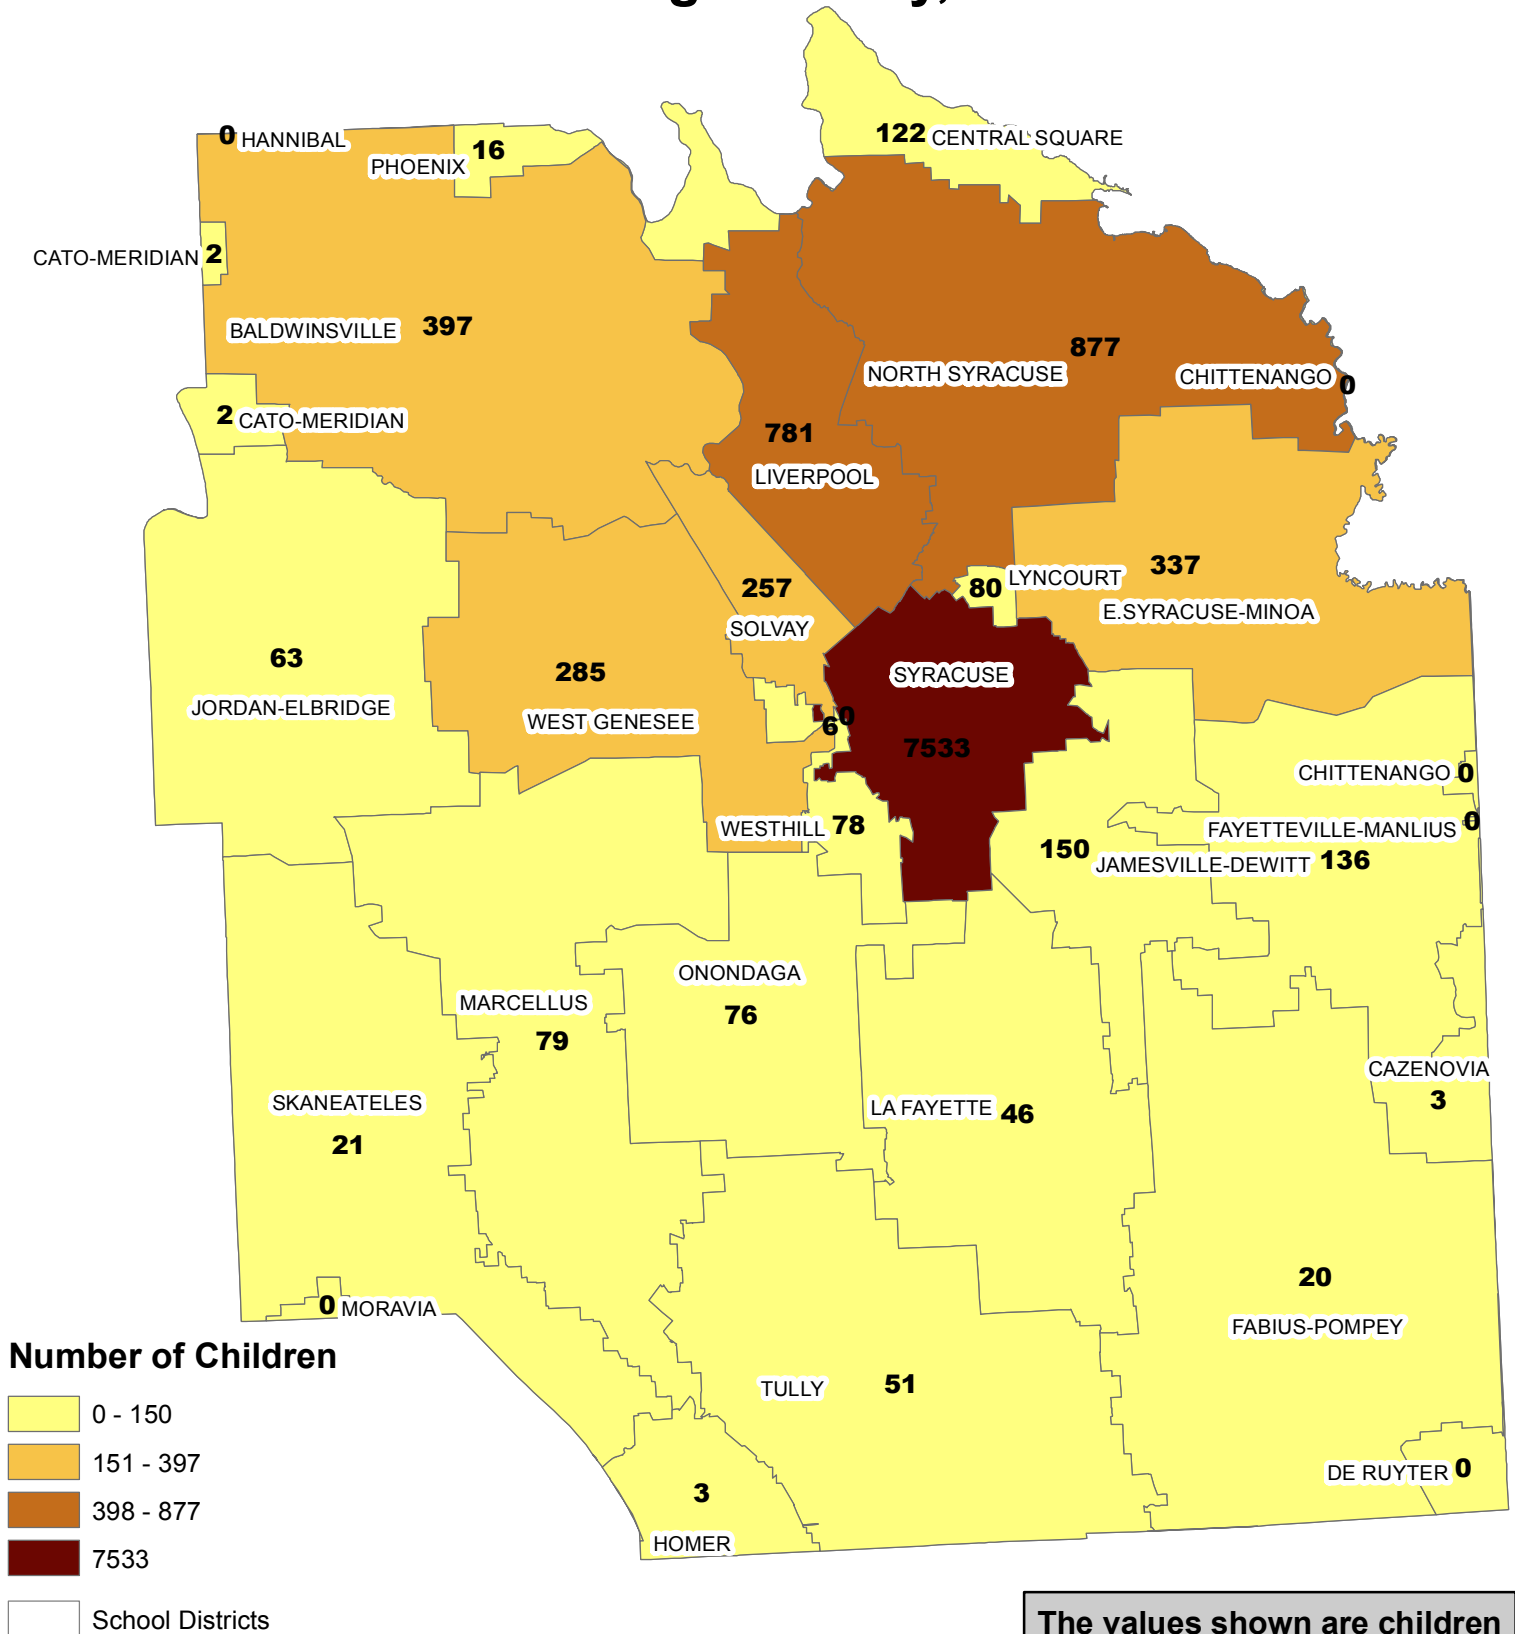 0 HANNIBAL
PHOENIX 16
122 CENTRAL SQUARE
CATO-MERIDIAN 2
BALDWINSVILLE 397
877
NORTH SYRACUSE
CHITTENANGO 0
2 CATO-MERIDIAN
781
LIVERPOOL
257
SOLVAY
80 LYNCOURT
337
E.SYRACUSE-MINOA
63
JORDAN-ELBRIDGE
285
WEST GENESEE
SYRACUSE
7533
6
0
CHITTENANGO 0
WESTHILL 78
FAYETTEVILLE-MANLIUS 0
136
150
JAMESVILLE-DEWITT
ONONDAGA
76
MARCELLUS
79
CAZENOVIA
3
SKANEATELES
21
LA FAYETTE 46
20
FABIUS-POMPEY
0 MORAVIA
TULLY 51
DE RUYTER 0
3
HOMER
Number of Children
0 - 150
151 - 397
398 - 877
7533
School Districts
The values shown are children